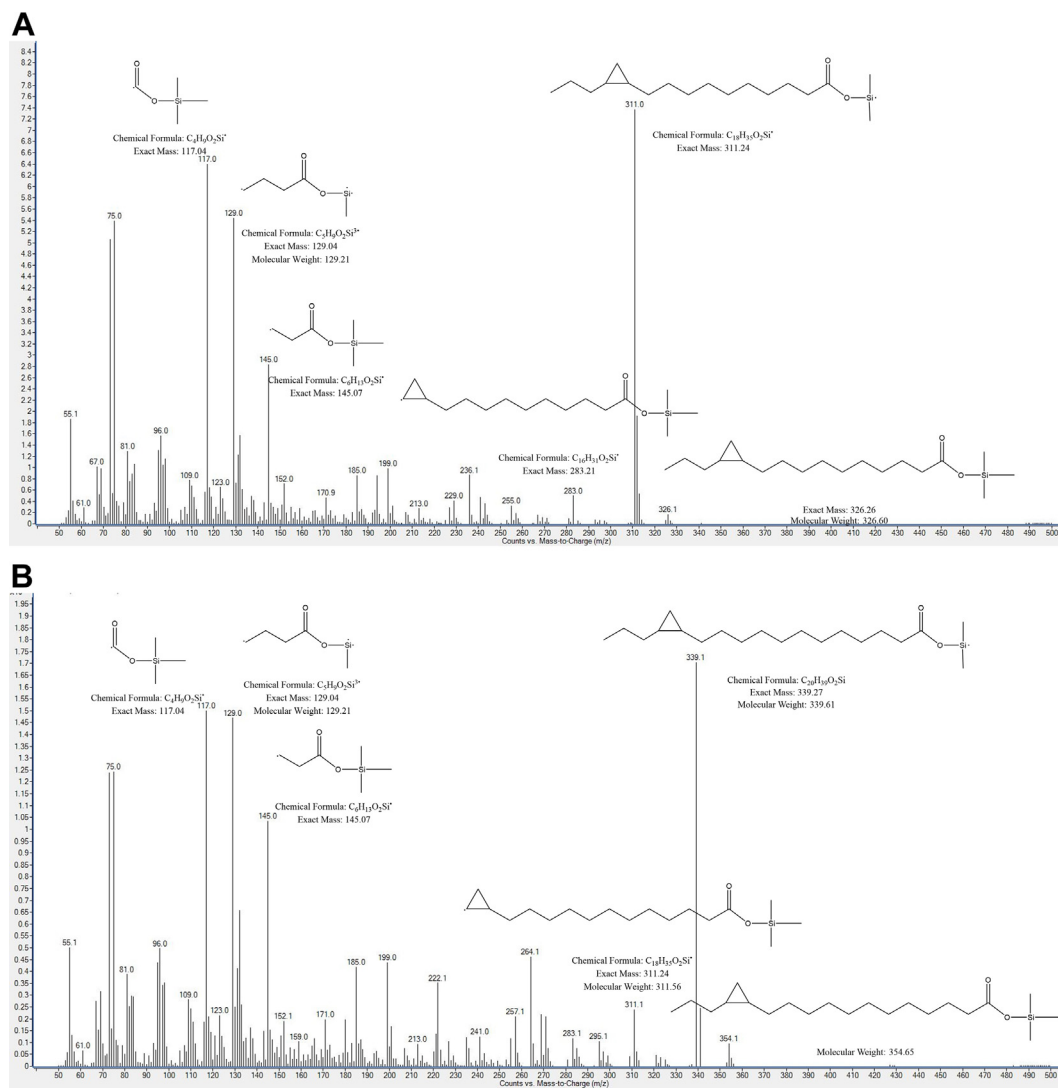 A
8.4
8.2
8
7.8
7.6
7.4
7.2
7
6.8
6.6
6.4
6.2
6
5.8
5.6
5.4
5.2
5
4.8
4.6
4.4
4.2
4
3.8
3.6
3.4
3.2
3
2.8
2.6
2.4
2.2
2
1.8
1.6
1.4
1.2
1
0.8
0.6
0.4
0.2
0
O
O
Si
Chemical Formula: C4H9O2Si•
Exact Mass: 117.04
117.0
O
O
Si
Chemical Formula: C5H9O2Si3•
Exact Mass: 129.04
Molecular Weight: 129.21
75.0
129.0
O
O
Si
Chemical Formula: C6H13O2Si•
Exact Mass: 145.07
145.0
O
O
Si
311.0
Chemical Formula: C18H35O2Si•
Exact Mass: 311.24
O
O
Si
Chemical Formula: C16H31O2Si•
Exact Mass: 283.21
O
O
Si
Exact Mass: 326.26
Molecular Weight: 326.60
55.1
61.0
67.0
81.0
96.0
109.0
123.0
152.0
170.9
185.0
199.0
213.0
229.0
236.1
255.0
283.0
326.1
50 60 70 80 90 100 110 120 130 140 150 160 170 180 190 200 210 220 230 240 250 260 270 280 290 300 310 320 330 340 350 360 370 380 390 400 410 420 430 440 450 460 470 480 490 500
Counts vs. Mass-to-Charge (m/z)
B
1.95
1.9
1.85
1.8
1.75
1.7
1.65
1.6
1.55
1.5
1.45
1.4
1.35
1.3
1.25
1.2
1.15
1.1
1.05
1
0.95
0.9
0.85
0.8
0.75
0.7
0.65
0.6
0.55
0.5
0.45
0.4
0.35
0.3
0.25
0.2
0.15
0.1
0.05
0
O
O
Si
Chemical Formula: C4H9O2Si•
Exact Mass: 117.04
117.0
O
O
Si
Chemical Formula: C5H9O2Si3•
Exact Mass: 129.04
Molecular Weight: 129.21
129.0
75.0
O
O
Si
Chemical Formula: C6H13O2Si•
Exact Mass: 145.07
145.0
O
O
Si
339.1
Chemical Formula: C20H39O2Si
Exact Mass: 339.27
Molecular Weight: 339.61
O
O
Si
Chemical Formula: C18H35O2Si•
Exact Mass: 311.24
Molecular Weight: 311.56
O
O
Si
Molecular Weight: 354.65
55.1
61.0
81.0
96.0
109.0
123.0
152.1
159.0
171.0
185.0
199.0
213.0
222.1
241.0
257.1
264.1
283.1
295.1
311.1
354.1
50 60 70 80 90 100 110 120 130 140 150 160 170 180 190 200 210 220 230 240 250 260 270 280 290 300 310 320 330 340 350 360 370 380 390 400 410 420 430 440 450 460 470 480 490 500
Counts vs. Mass-to-Charge (m/z)